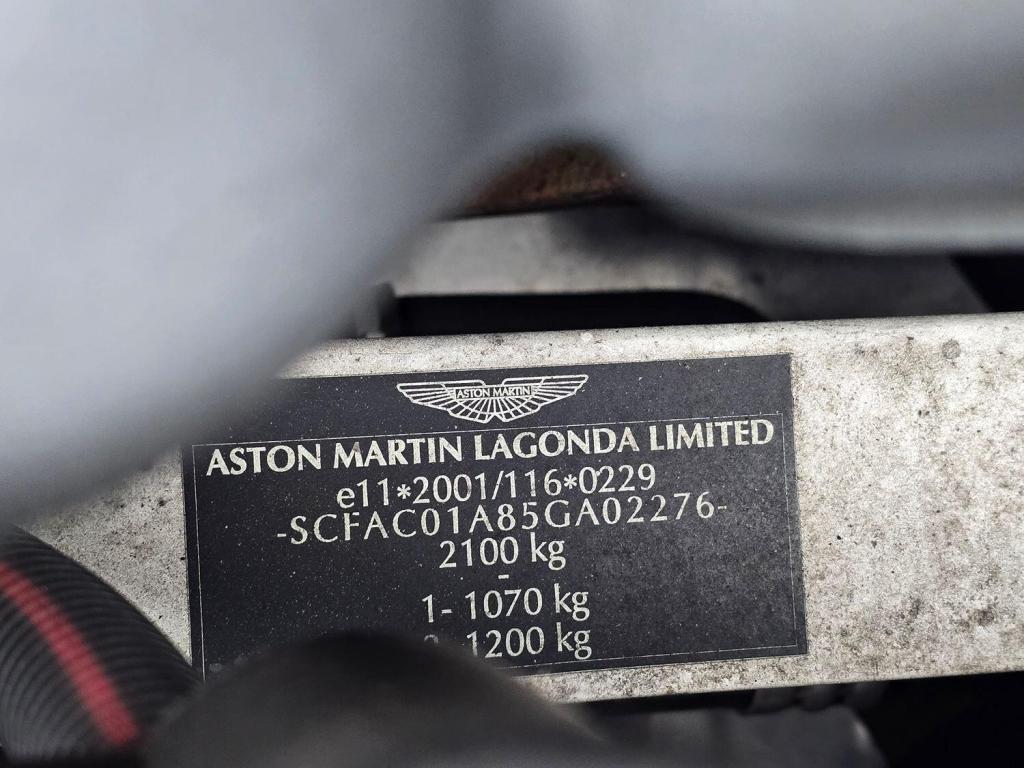 ASTON MARTIN
ASTON MARTIN LAGONDA LIMITED
e11*2001/116*0229
-SCFAC01A85GA02276-
2100 kg
-
1- 1070 kg
1200 kg